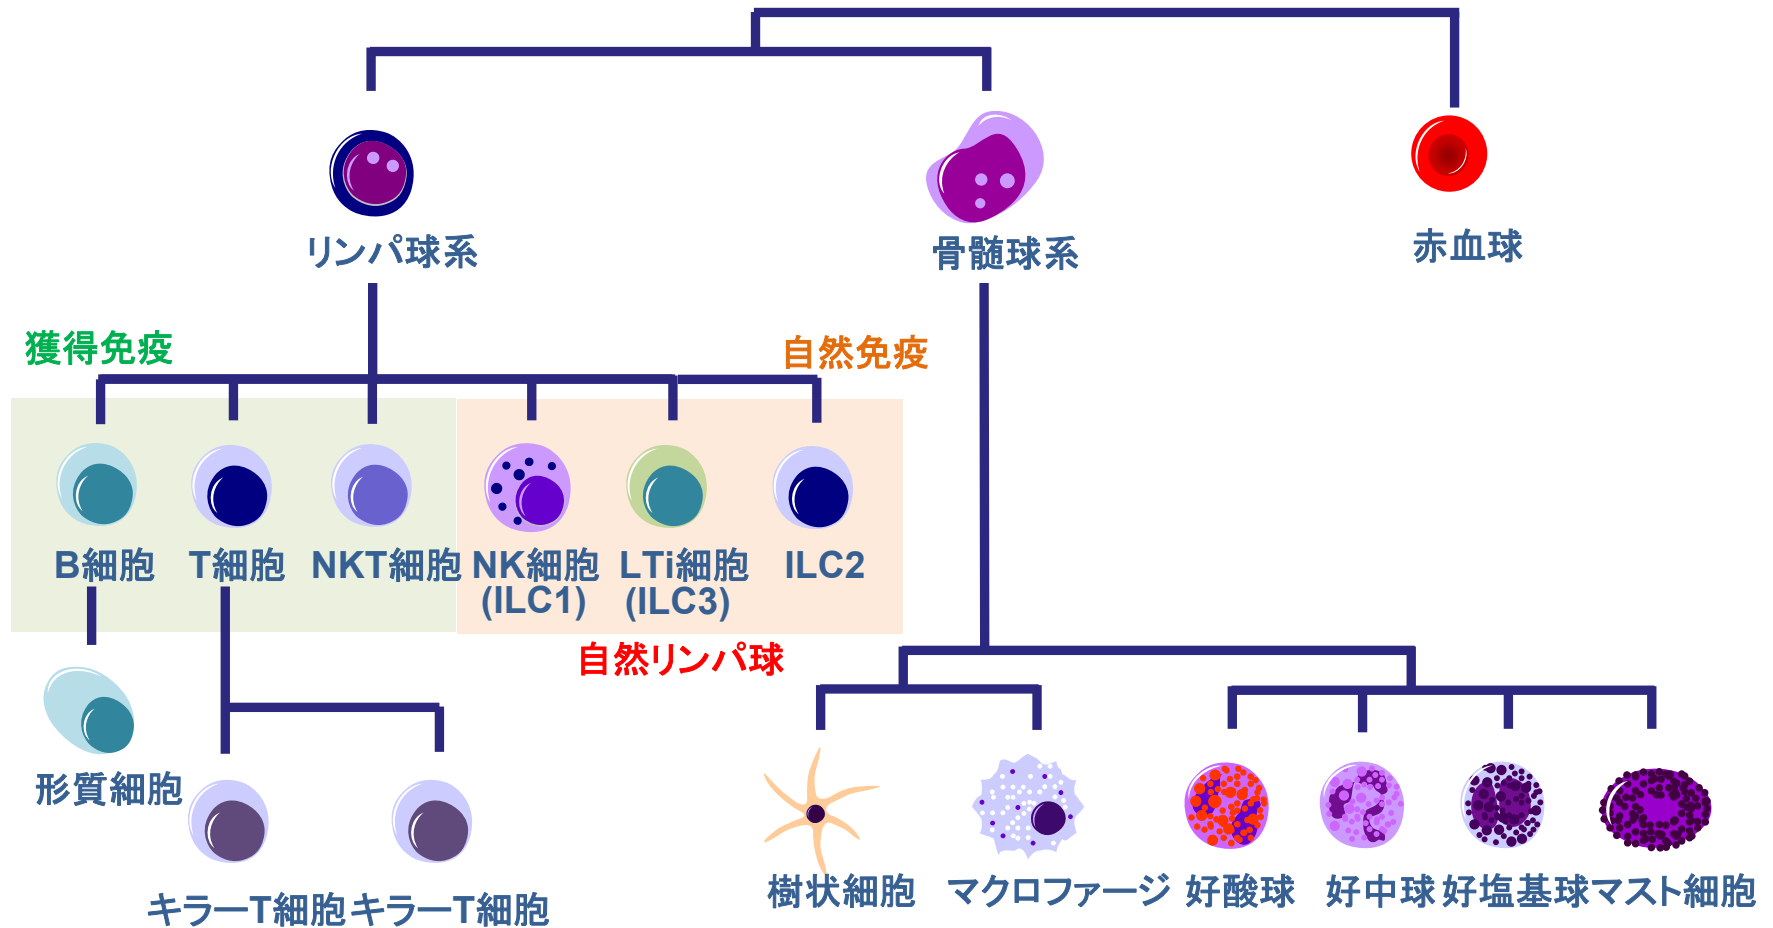 リンパ球系
骨髄球系
赤血球
獲得免疫
自然免疫
B細胞
T細胞
NKT細胞
NK細胞
(ILC1)
LTi細胞
(ILC3)
ILC2
自然リンパ球
形質細胞
キラーT細胞
キラーT細胞
樹状細胞
マクロファージ
好酸球
好中球
好塩基球
マスト細胞